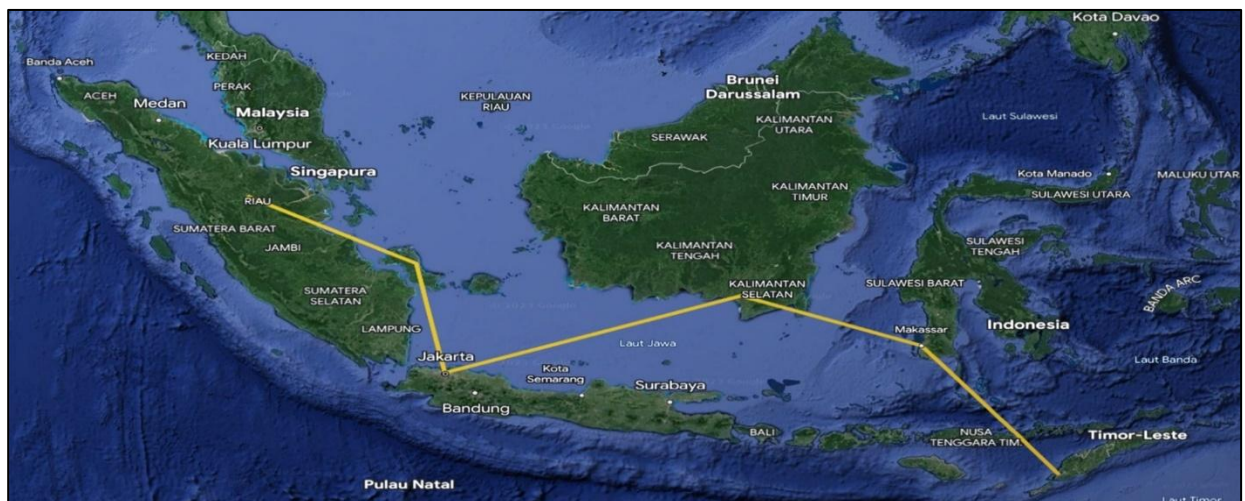 Kota Davao
KEDAH
Banda Aceh
PERAK
ACEH
Medan
Malaysia
KEPULAUAN
RIAU
Brunei
Darussalam
KALIMANTAN
UTARA
Laut Sulawesi
Kuala Lumpur
SERAWAK
Singapura
Kota Manado
MALUKU UTAR
SULAWESI UTARA
RIAU
KALIMANTAN
TIMUR
KALIMANTAN
BARAT
SUMATERA BARAT
JAMBI
KALIMANTAN
TENGAH
SULAWESI
TENGAH
SUMATERA
SELATAN
KALIMANTAN
SELATAN
SULAWESI BARAT
BANDA ARC
LAMPUNG
Makassar
Indonesia
Laut Jawa
Jakarta
Laut Banda
Kota
Semarang
Surabaya
Bandung
BALI
NUSA
TENGGARA TIM.
Timor-Leste
Pulau Natal
Laut Timor